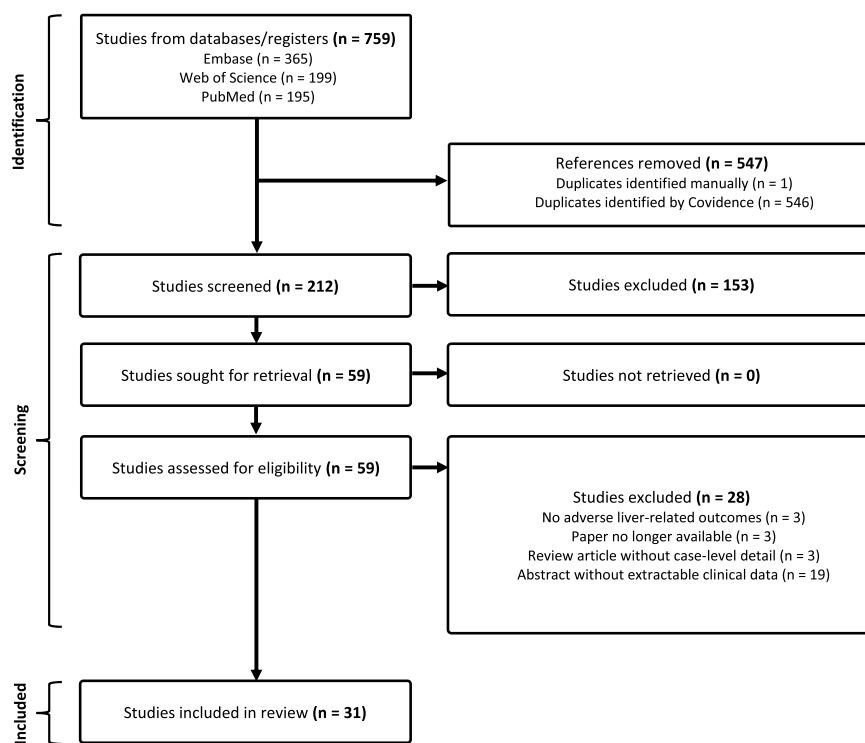 Identification
Studies from databases/registers (n = 759)
Embase (n = 365)
Web of Science (n = 199)
PubMed (n = 195)
References removed (n = 547)
Duplicates identified manually (n = 1)
Duplicates identified by Covidence (n = 546)
Screening
Studies screened (n = 212)
Studies excluded (n = 153)
Studies sought for retrieval (n = 59)
Studies not retrieved (n = 0)
Studies assessed for eligibility (n = 59)
Studies excluded (n = 28)
No adverse liver-related outcomes (n = 3)
Paper no longer available (n = 3)
Review article without case-level detail (n = 3)
Abstract without extractable clinical data (n = 19)
Included
Studies included in review (n = 31)